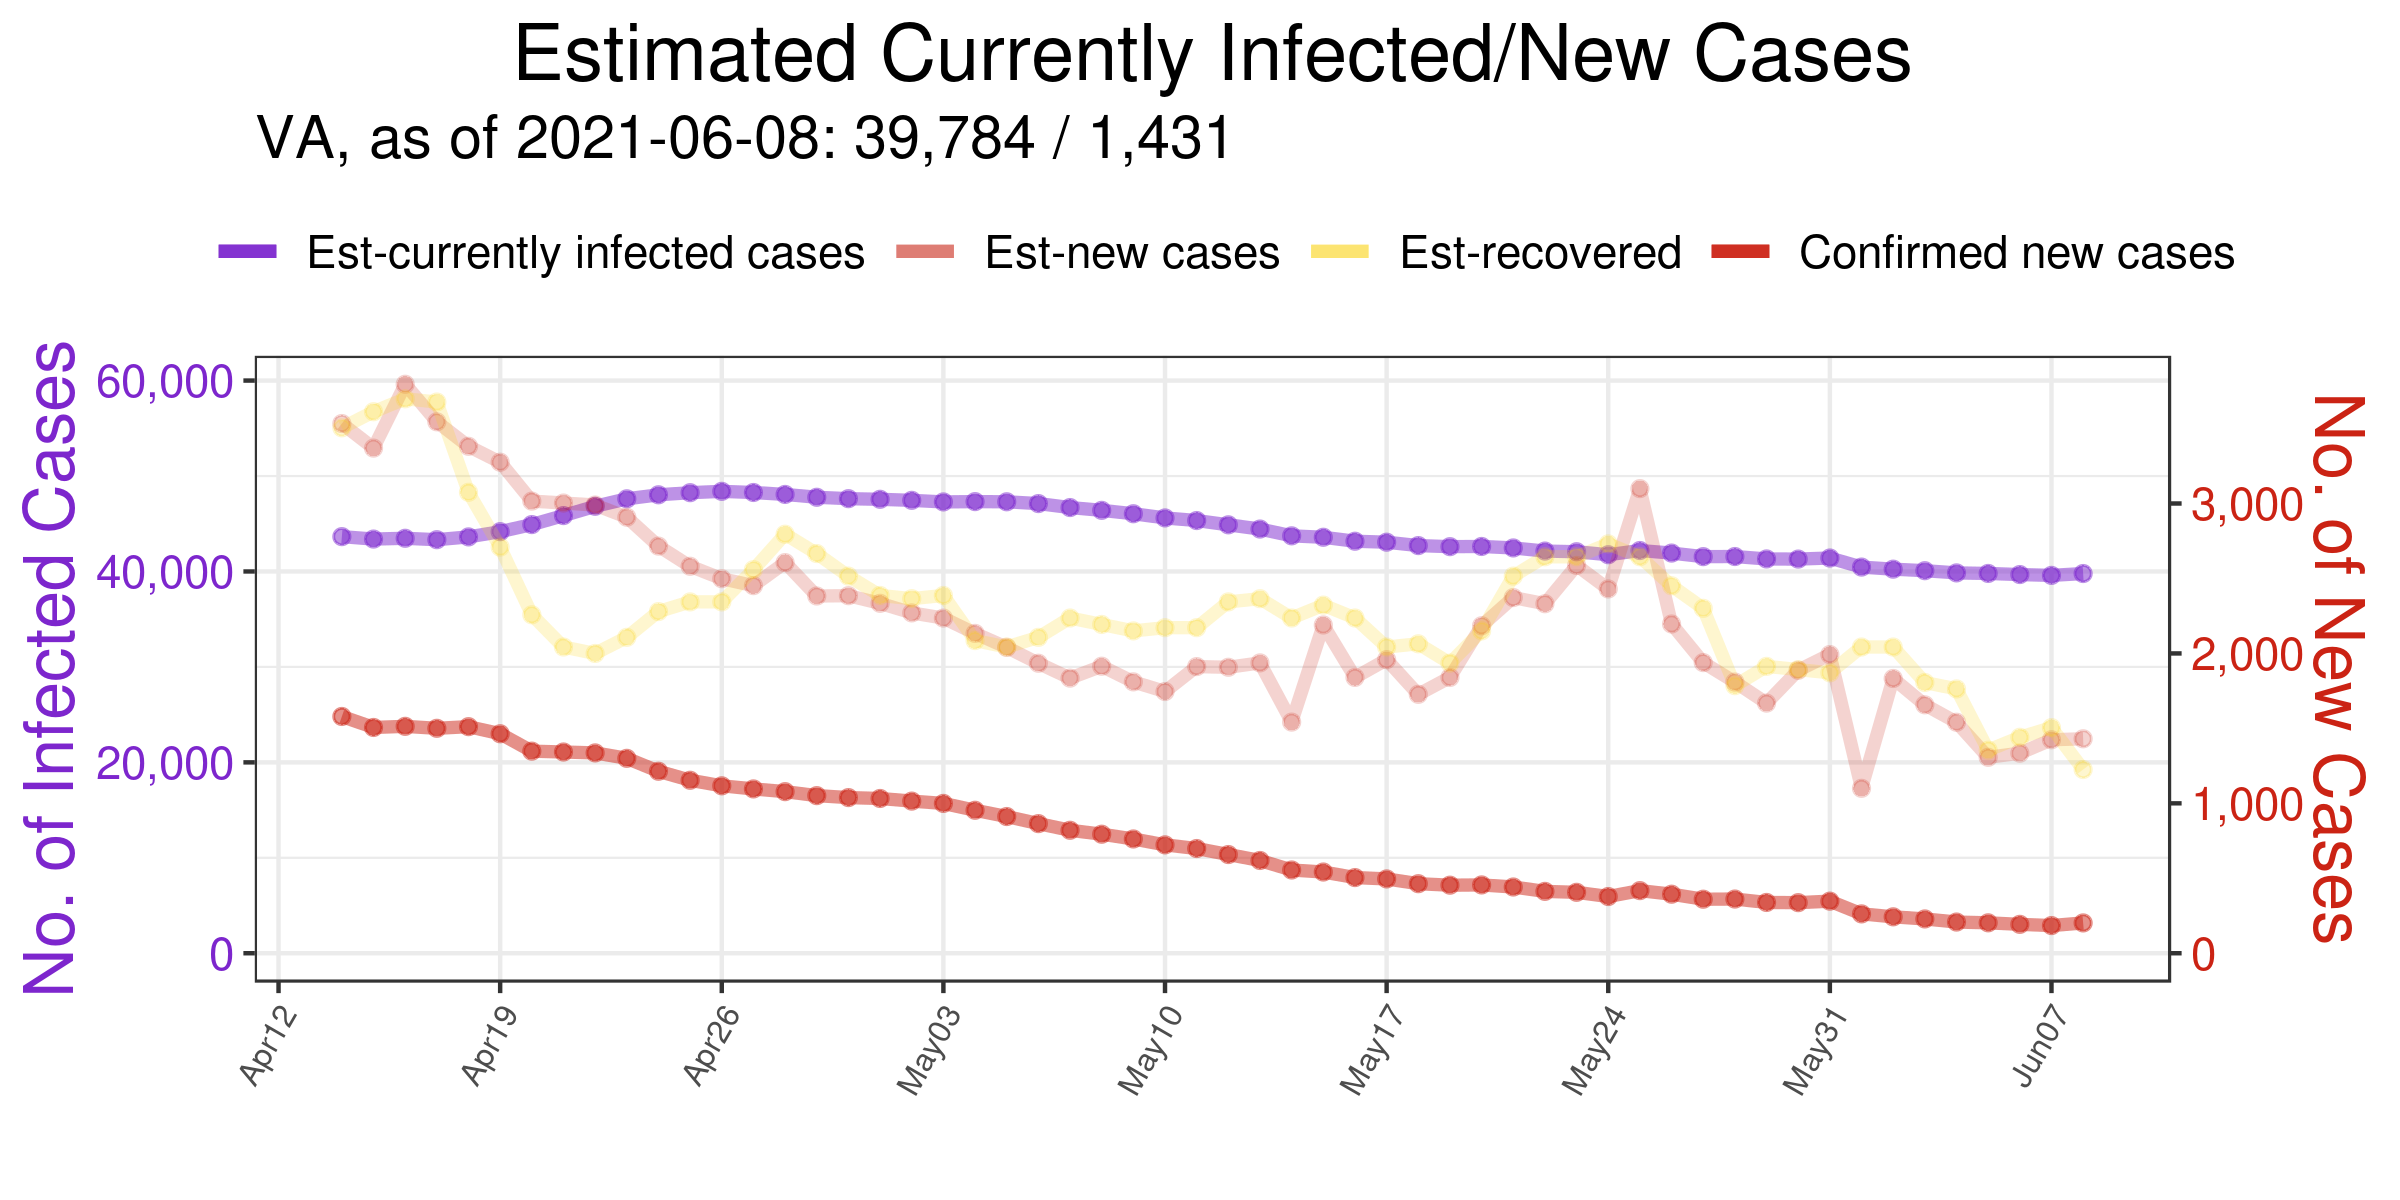 Estimated Currently Infected/New Cases
VA, as of 2021-06-08: 39,784 / 1,431
Est-currently infected cases Est-new cases Est-recovered Confirmed new cases
No. of Infected Cases
60,000
40,000
20,000
0
3,000
2,000
1,000
0
No. of New Cases
Apr12 Apr19 Apr26 May03 May10 May17 May24 May31 Jun07